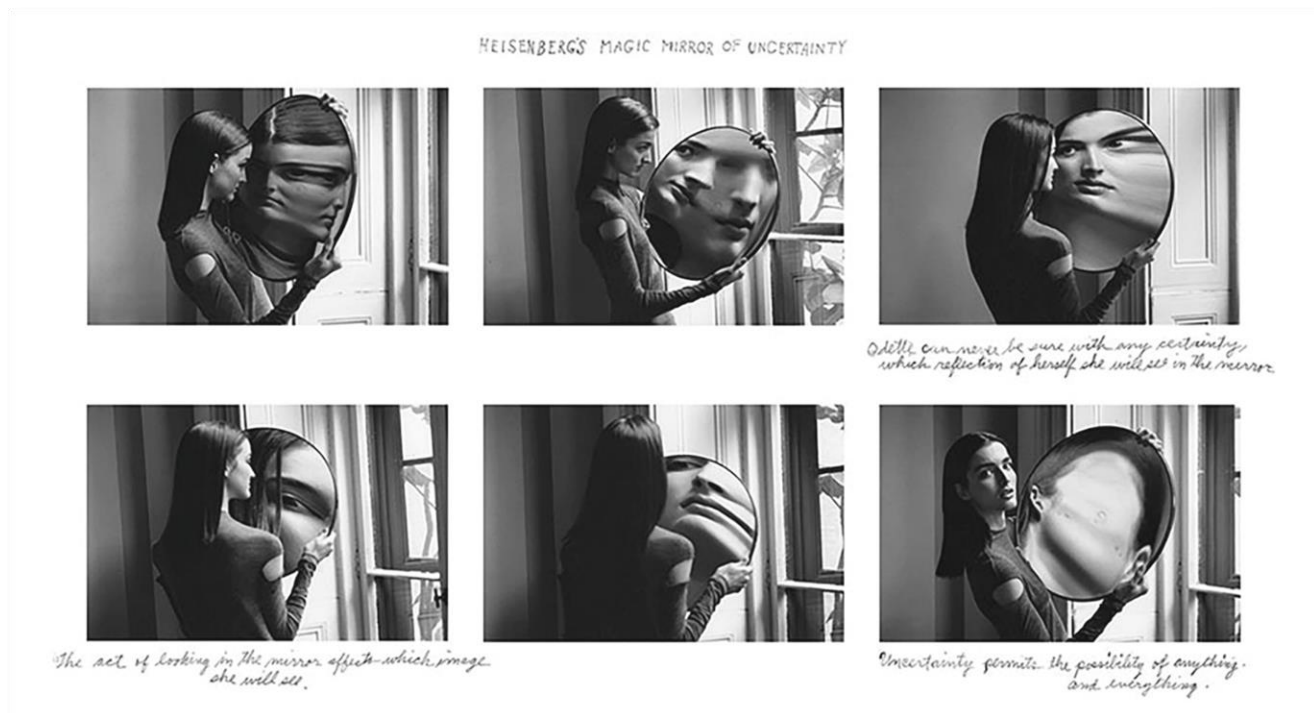 HEISENBERG'S MAGIC MIRROR OF UNCERTAINTY
Odette can never be sure with any certainty,
which reflection of herself she will see in the mirror
The act of looking in the mirror affects which image
she will see.
Uncertainty permits the possibility of anything.
and everything.